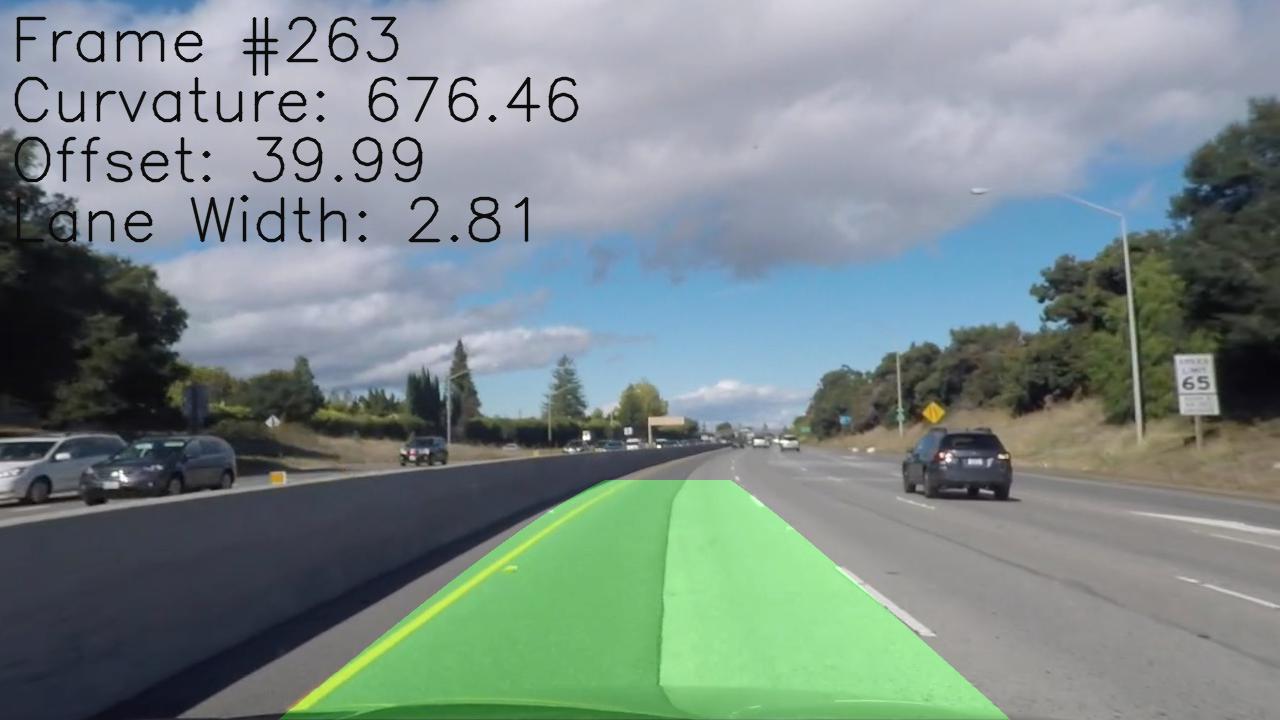 Frame #263
Curvature: 676.46
Offset: 39.99
Lane Width: 2.81
SPEED
LIMIT
65